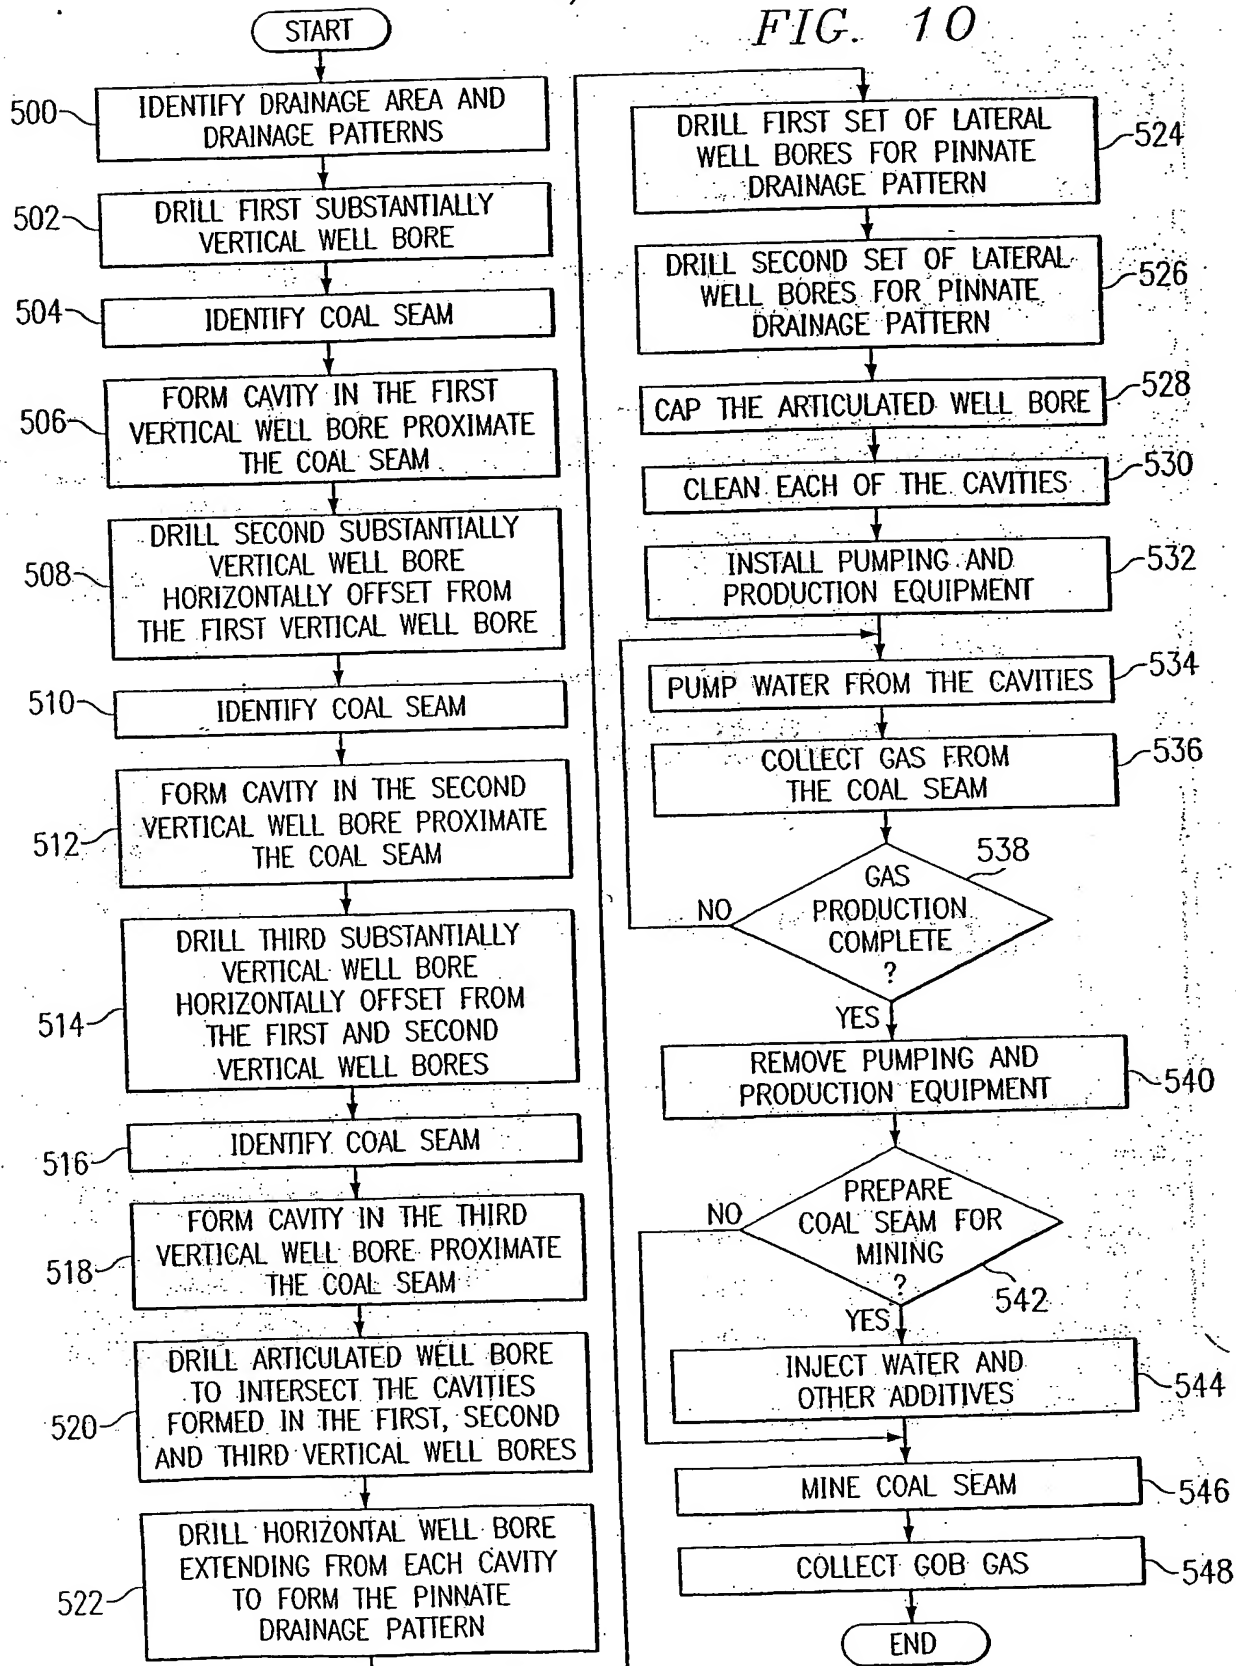 FIG. 10
START
500
IDENTIFY DRAINAGE AREA AND
DRAINAGE PATTERNS
502
DRILL FIRST SUBSTANTIALLY
VERTICAL WELL BORE
504
IDENTIFY COAL SEAM
506
FORM CAVITY IN THE FIRST
VERTICAL WELL BORE PROXIMATE
THE COAL SEAM
508
DRILL SECOND SUBSTANTIALLY
VERTICAL WELL BORE
HORIZONTALLY OFFSET FROM
THE FIRST VERTICAL WELL BORE
510
IDENTIFY COAL SEAM
512
FORM CAVITY IN THE SECOND
VERTICAL WELL BORE PROXIMATE
THE COAL SEAM
514
DRILL THIRD SUBSTANTIALLY
VERTICAL WELL BORE
HORIZONTALLY OFFSET FROM
THE FIRST AND SECOND
VERTICAL WELL BORES
516
IDENTIFY COAL SEAM
518
FORM CAVITY IN THE THIRD
VERTICAL WELL BORE PROXIMATE
THE COAL SEAM
520
DRILL ARTICULATED WELL BORE
TO INTERSECT THE CAVITIES
FORMED IN THE FIRST, SECOND
AND THIRD VERTICAL WELL BORES
522
DRILL HORIZONTAL WELL BORE
EXTENDING FROM EACH CAVITY
TO FORM THE PINNATE
DRAINAGE PATTERN
DRILL FIRST SET OF LATERAL
WELL BORES FOR PINNATE
DRAINAGE PATTERN
524
DRILL SECOND SET OF LATERAL
WELL BORES FOR PINNATE
DRAINAGE PATTERN
526
CAP THE ARTICULATED WELL BORE
528
CLEAN EACH OF THE CAVITIES
530
INSTALL PUMPING AND
PRODUCTION EQUIPMENT
532
PUMP WATER FROM THE CAVITIES
534
COLLECT GAS FROM
THE COAL SEAM
536
GAS
PRODUCTION
COMPLETE
?
538
NO
YES
REMOVE PUMPING AND
PRODUCTION EQUIPMENT
540
PREPARE
COAL SEAM FOR
MINING
?
542
NO
YES
INJECT WATER AND
OTHER ADDITIVES
544
MINE COAL SEAM
546
COLLECT GOB GAS
548
END